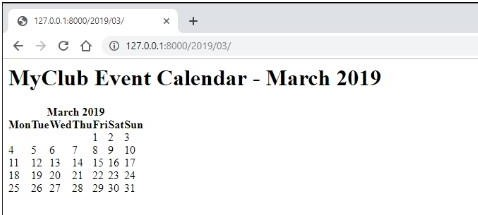 127.0.0.1:8000/2019/03/
127.0.0.1:8000/2019/03/
MyClub Event Calendar - March 2019
March 2019
MonTueWedThuFriSatSun
1 2 3
4 5 6 7 8 9 10
11 12 13 14 15 16 17
18 19 20 21 22 23 24
25 26 27 28 29 30 31